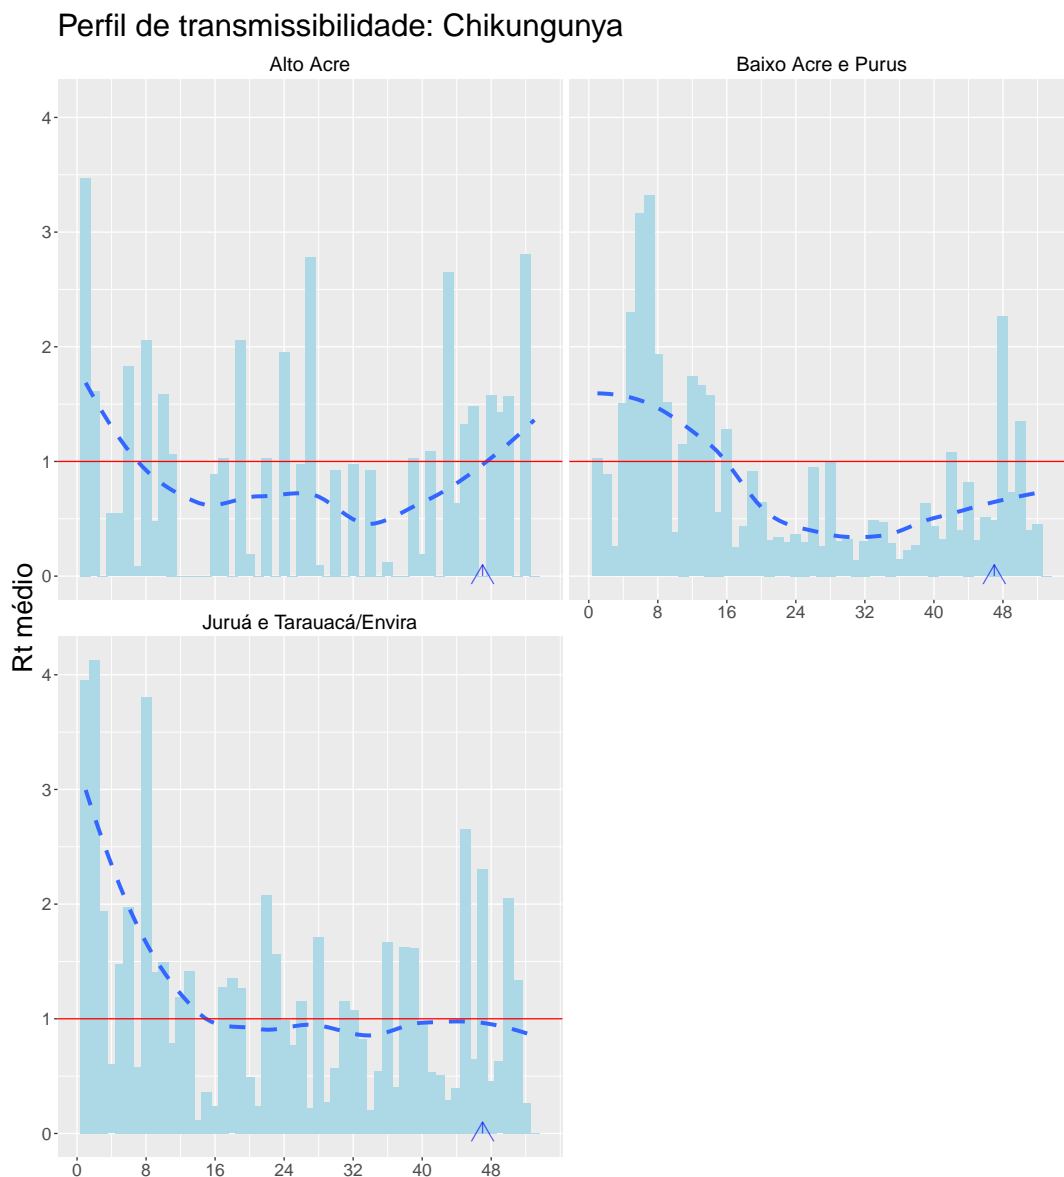 Perfil de transmissibilidade: Chikungunya
Alto Acre
Baixo Acre e Purus
4
3
2
1
0
0 8 16 24 32 40 48
Rt médio
Juruá e Tarauacá/Envira
4
3
2
1
0
0 8 16 24 32 40 48